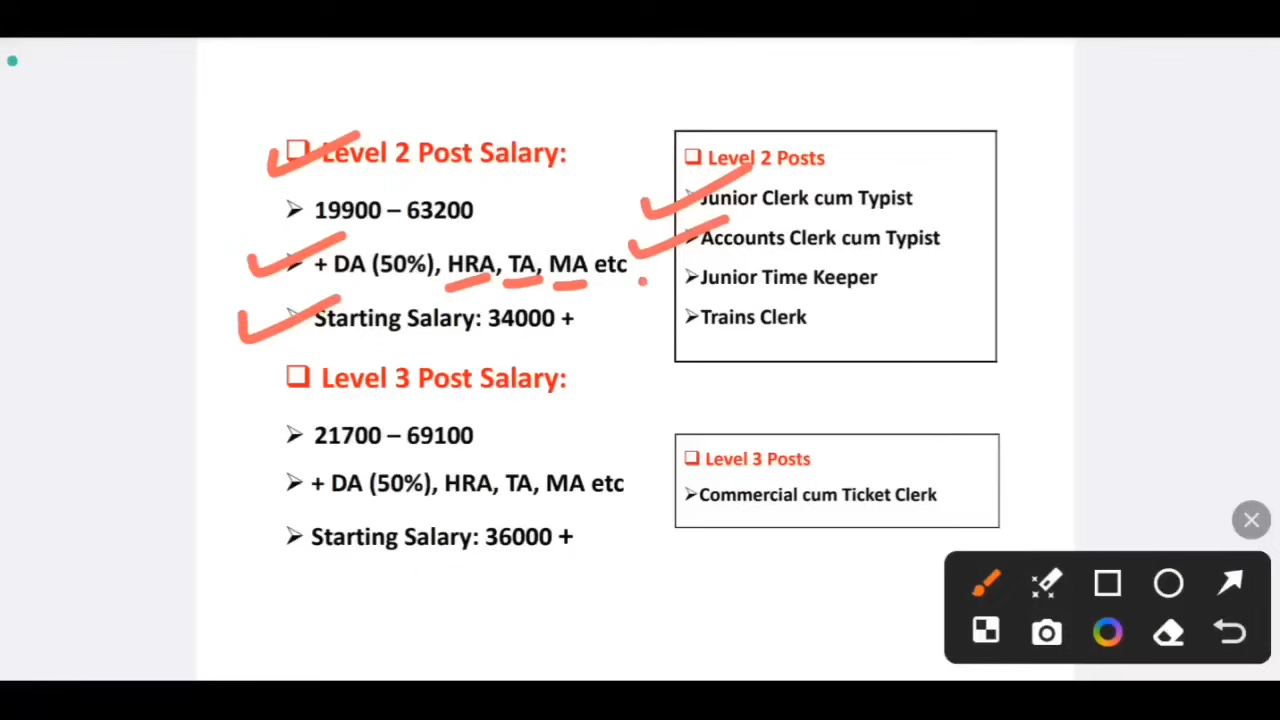 Level 2 Post Salary:
19900 – 63200
+ DA (50%), HRA, TA, MA etc
Starting Salary: 34000 +
Level 3 Post Salary:
21700 – 69100
+ DA (50%), HRA, TA, MA etc
Starting Salary: 36000 +
Level 2 Posts
Junior Clerk cum Typist
Accounts Clerk cum Typist
Junior Time Keeper
Trains Clerk
Level 3 Posts
Commercial cum Ticket Clerk